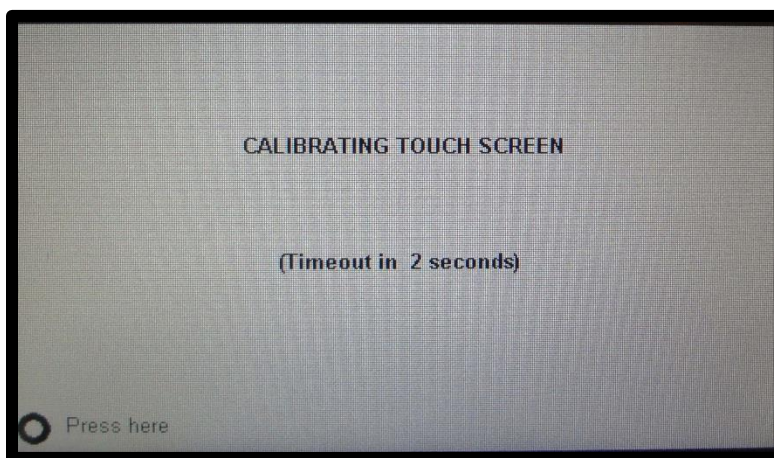 CALIBRATING TOUCH SCREEN
(Timeout in 2 seconds)
Press here